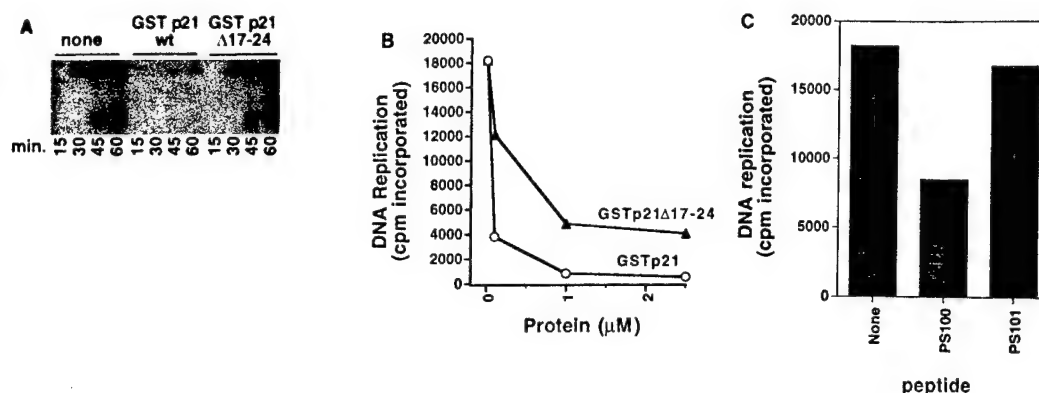 A
none
GST p21 wt
GST p21 Δ17-24
min.
15 30 45 60 15 30 45 60 15 30 45 60
B
20000
18000
16000
14000
12000
10000
8000
6000
4000
2000
0
DNA Replication
(cpm incorporated)
GSTp21Δ17-24
GSTp21
0 1 2
Protein (μM)
C
20000
15000
10000
5000
0
DNA replication
(cpm incorporated)
None
PS100
PS101
peptide